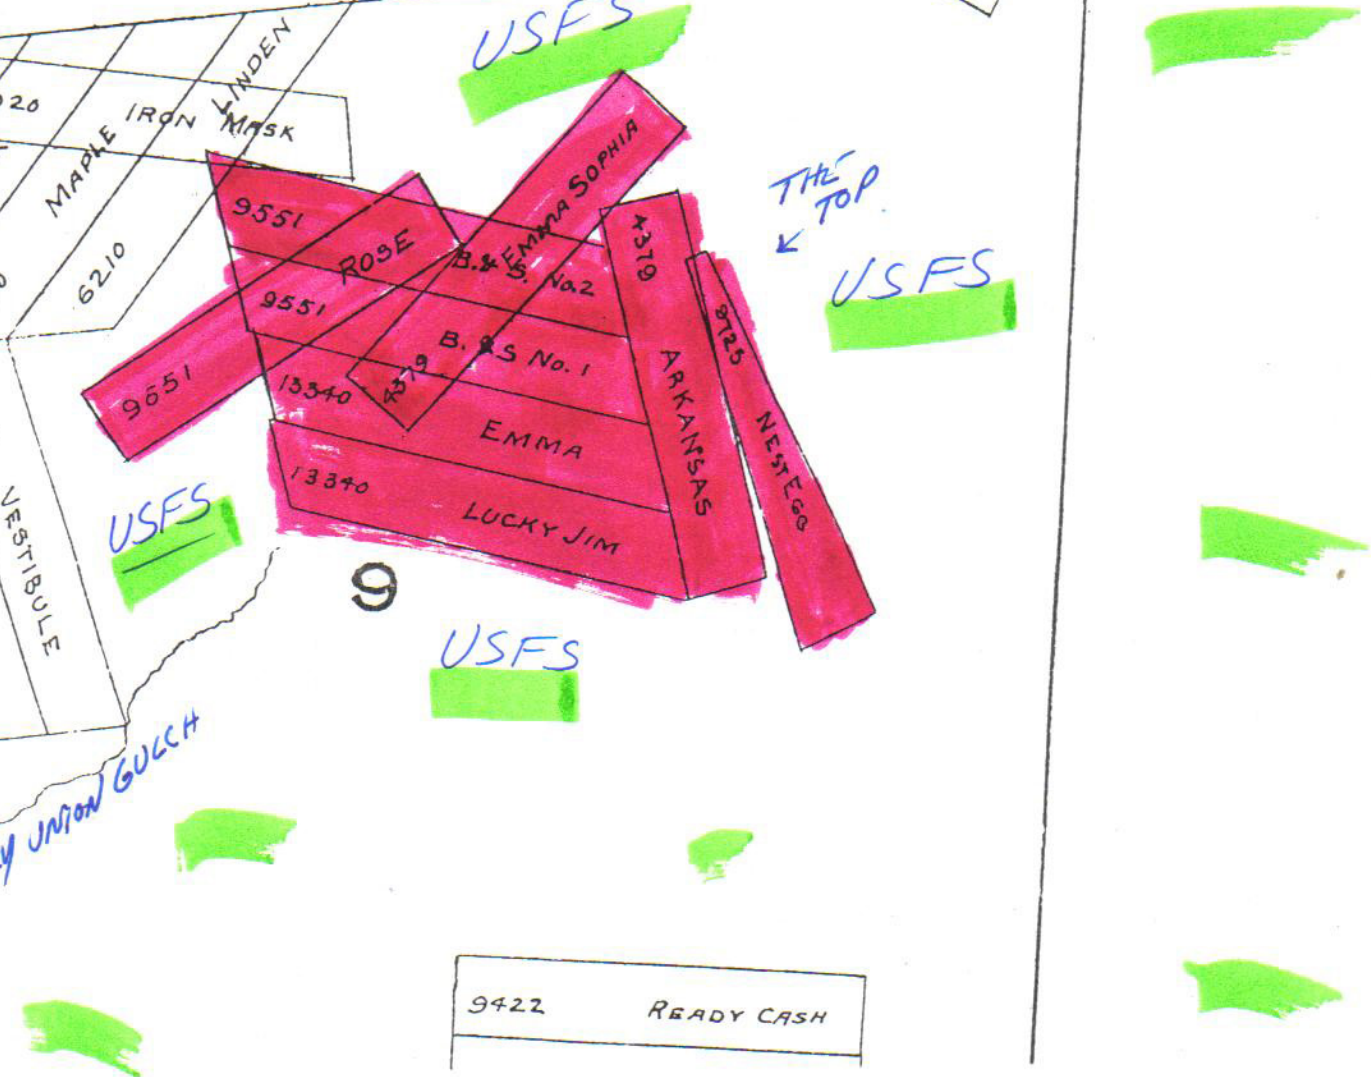 USFS
LINDEN
20
IRON MASK
MAPLE
EMMA SOPHIA
THE
TOP
9551
ROSE
4379
6210
B. & S. No. 2
USFS
9551
B. & S No. 1
9725
13340
4379
ARKANSAS
9551
EMMA
NEST EGG
13340
LUCKY JIM
USFS
VESTIBULE
9
USFS
Y UNION GULCH
9422 READY CASH